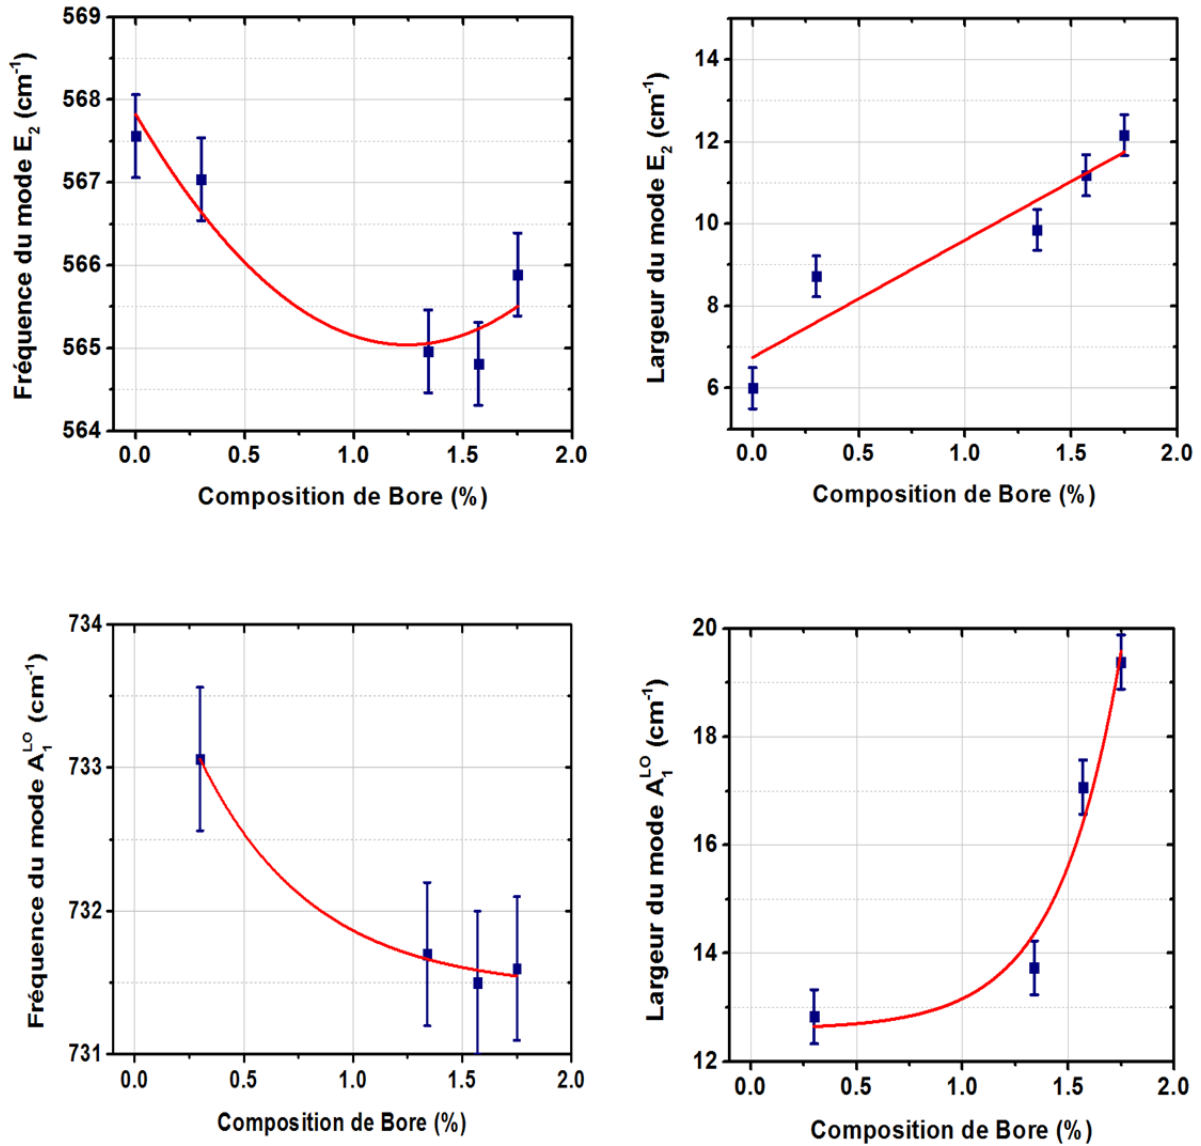 569
568
567
566
565
564
Fréquence du mode E2 (cm-1)
0.0 0.5 1.0 1.5 2.0
Composition de Bore (%)
14
12
10
8
6
Largeur du mode E2 (cm-1)
0.0 0.5 1.0 1.5 2.0
Composition de Bore (%)
734
733
732
731
Fréquence du mode A1LO (cm-1)
0.0 0.5 1.0 1.5 2.0
Composition de Bore (%)
20
18
16
14
12
Largeur du mode A1LO (cm-1)
0.0 0.5 1.0 1.5 2.0
Composition de Bore (%)